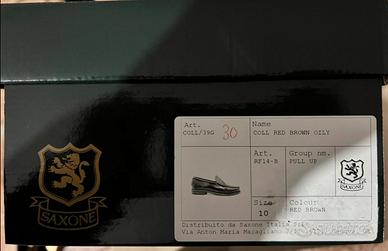 SAXONE
Art.
COLL/39G
30
Name
COLL RED BROWN OILY
Art.
RF14-B
Group nm.
PULL UP
SAXONE
Size
10
Colour
RED BROWN
Distribuito da Saxone Italia
Via Anton Maria Maragliano